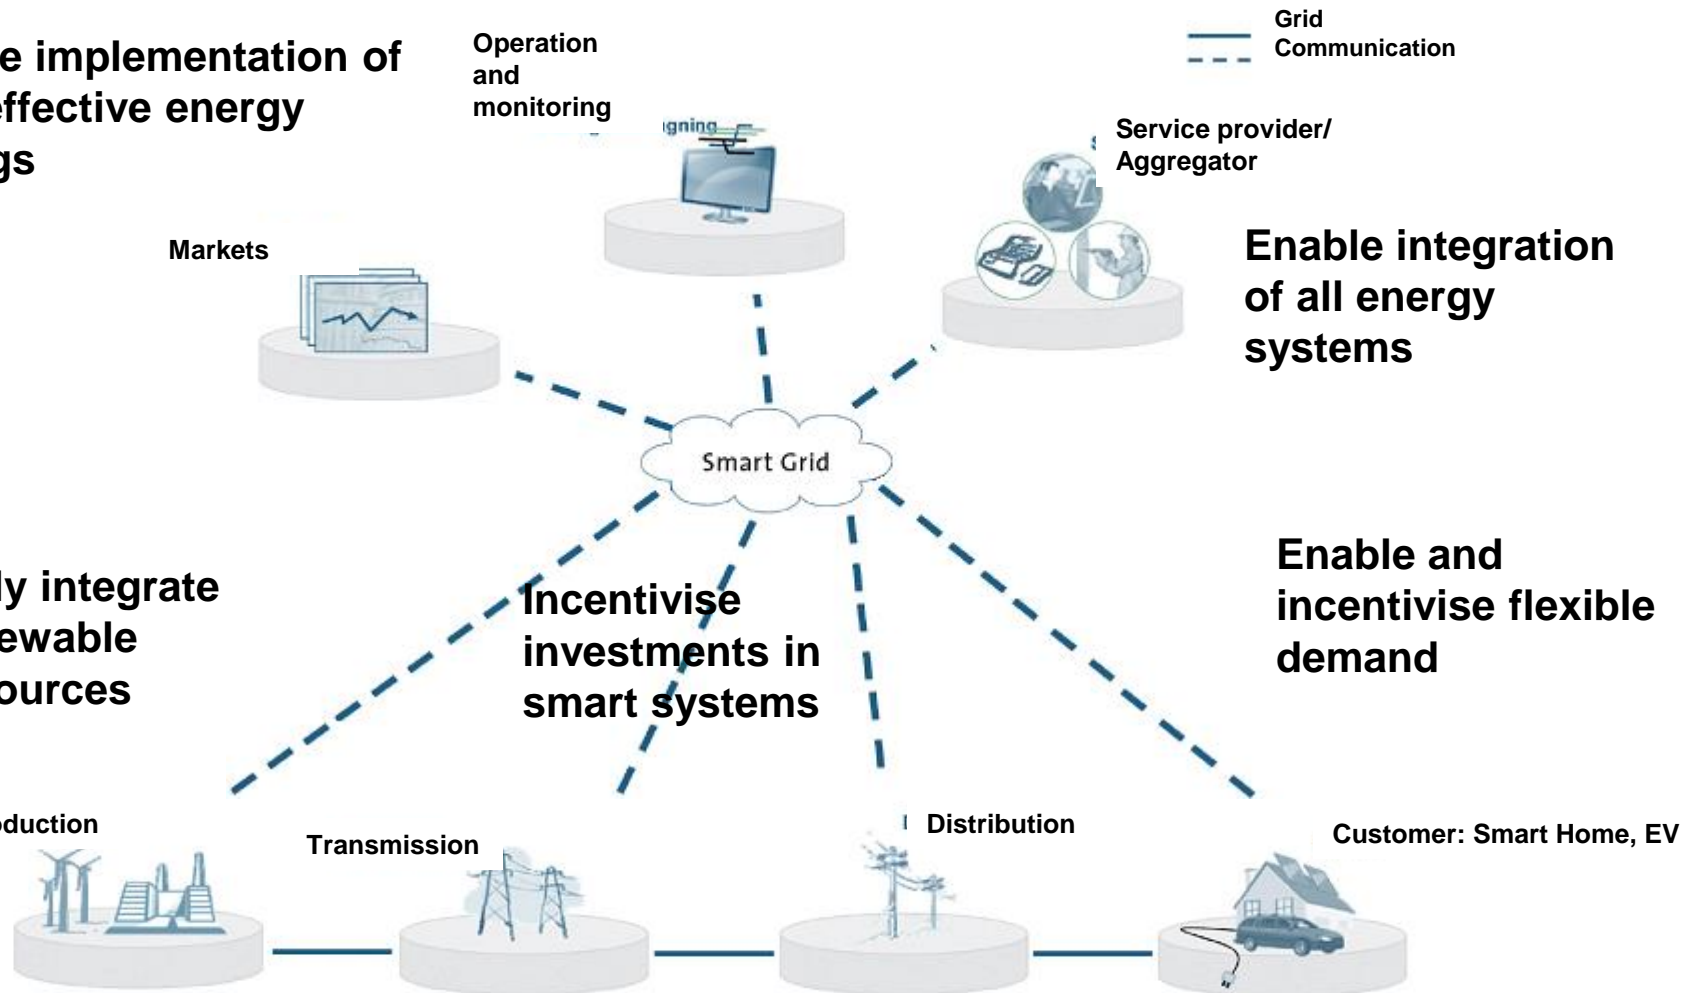 Grid
Communication
Operation
and
monitoring
e implementation of
effective energy
gs
gning
Service provider/
Aggregator
Markets
Enable integration
of all energy
systems
Smart Grid
ly integrate
ewable
ources
Incentivise
investments in
smart systems
Enable and
incentivise flexible
demand
oduction
Transmission
Distribution
Customer: Smart Home, EV